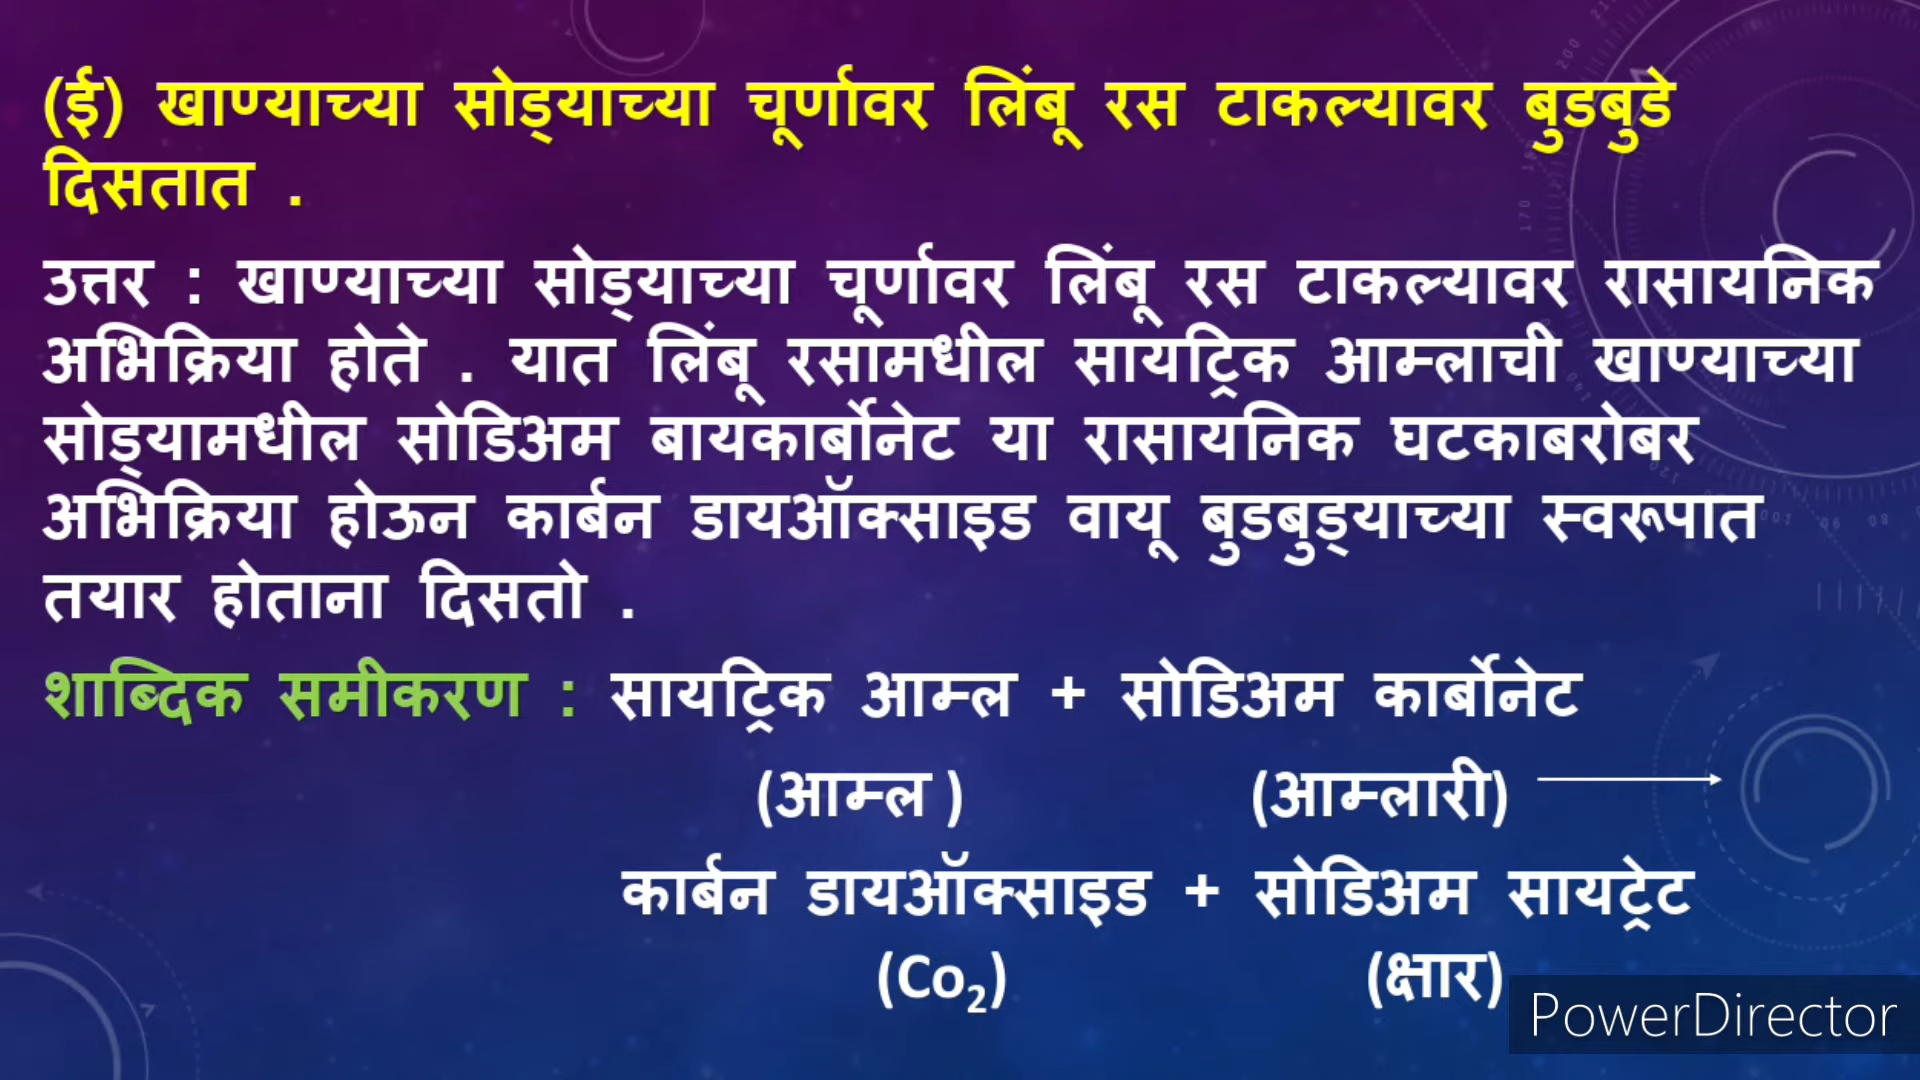 (ई) खाण्याच्या सोड्याच्या चूर्णावर लिंबू रस टाकल्यावर बुडबुडे
दिसतात .
उत्तर : खाण्याच्या सोड्याच्या चूर्णावर लिंबू रस टाकल्यावर रासायनिक
अभिक्रिया होते . यात लिंबू रसामधील सायट्रिक आम्लाची खाण्याच्या
सोड्यामधील सोडिअम बायकार्बोनेट या रासायनिक घटकाबरोबर
अभिक्रिया होऊन कार्बन डायऑक्साइड वायू बुडबुड्याच्या स्वरूपात
तयार होताना दिसतो .
शाब्दिक समीकरण : सायट्रिक आम्ल + सोडिअम कार्बोनेट
(आम्ल ) (आम्लारी) ⟶
कार्बन डायऑक्साइड + सोडिअम सायट्रेट
(Co₂) (क्षार)
PowerDirector